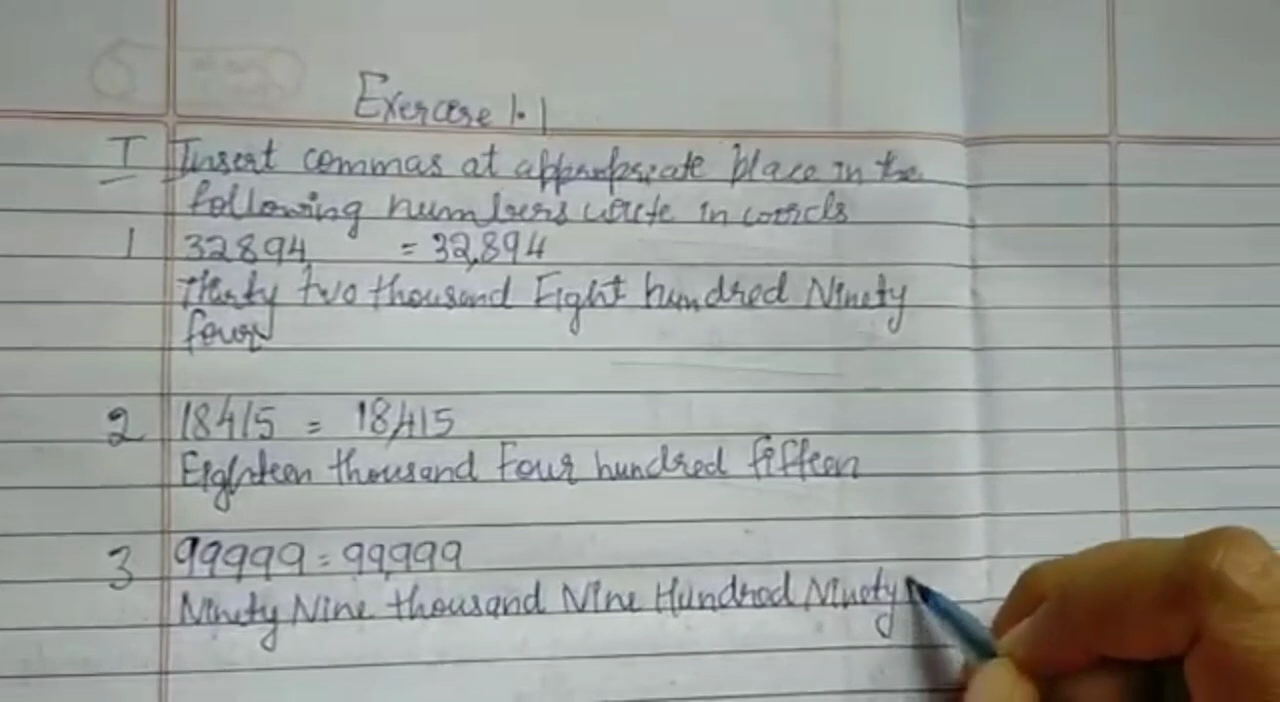 Exercise 1.1
I Insert commas at appropriate place in the
following numbers write in words
1 32894 = 32,894
Thirty two thousand Eight hundred Ninety
four
2 18415 = 18,415
Eighteen thousand Four hundred fifteen
3 99999 = 99,999
Ninety Nine thousand Nine Hundred Ninety